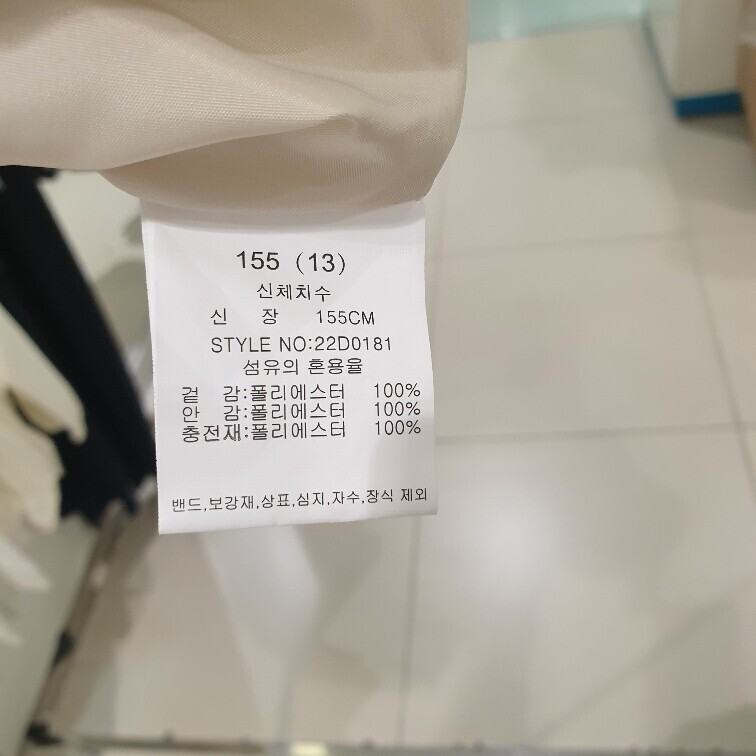 155 (13)
신체치수
신 장 155CM
STYLE NO:22D0181
섬유의 혼용율
겉 감:폴리에스터 100%
안 감:폴리에스터 100%
충전재:폴리에스터 100%
밴드,보강재,상표,심지,자수,장식 제외